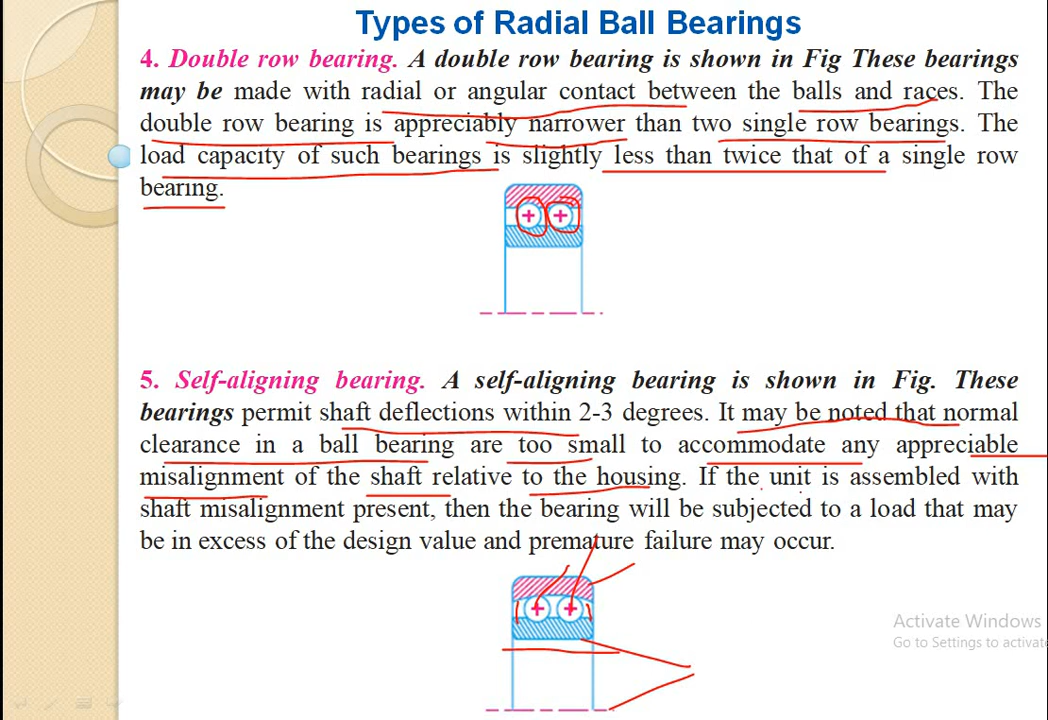 Types of Radial Ball Bearings
4. Double row bearing. A double row bearing is shown in Fig These bearings
may be made with radial or angular contact between the balls and races. The
double row bearing is appreciably narrower than two single row bearings. The
load capacity of such bearings is slightly less than twice that of a single row
bearing.
5. Self-aligning bearing. A self-aligning bearing is shown in Fig. These
bearings permit shaft deflections within 2-3 degrees. It may be noted that normal
clearance in a ball bearing are too small to accommodate any appreciable
misalignment of the shaft relative to the housing. If the unit is assembled with
shaft misalignment present, then the bearing will be subjected to a load that may
be in excess of the design value and premature failure may occur.
Activate Windows
Go to Settings to activate